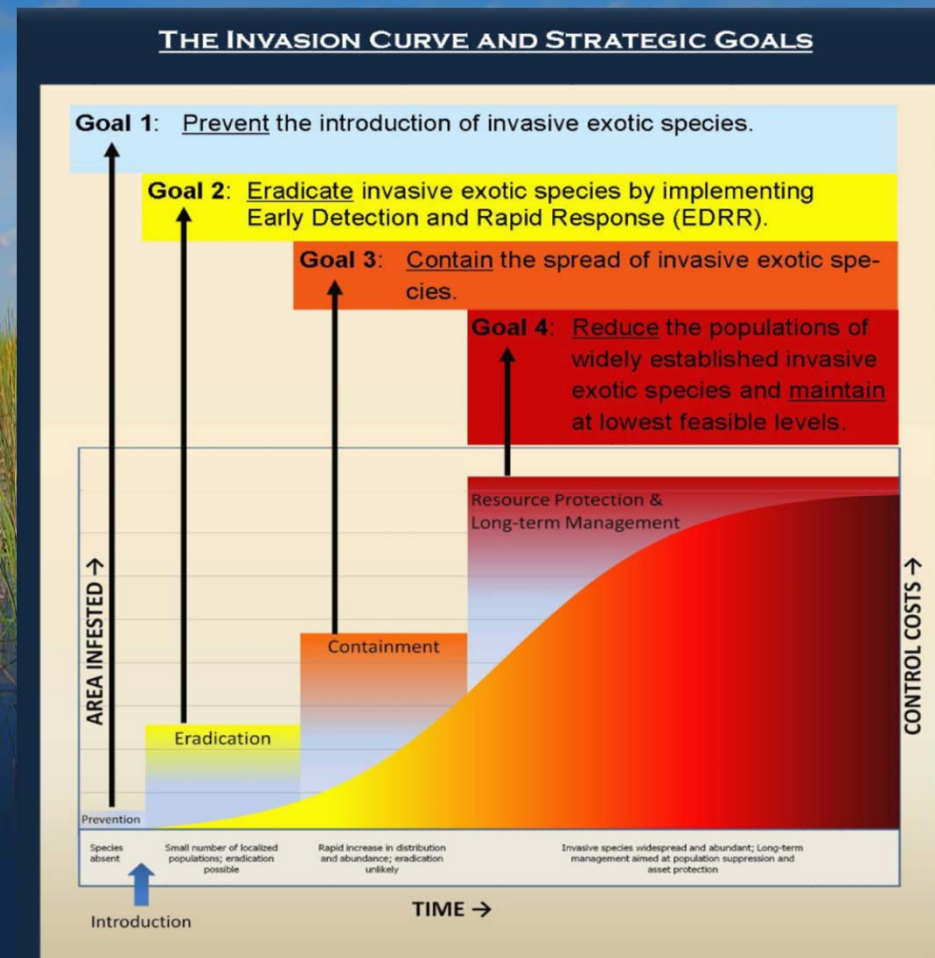 THE INVASION CURVE AND STRATEGIC GOALS
Goal 1: Prevent the introduction of invasive exotic species.
Goal 2: Eradicate invasive exotic species by implementing
Early Detection and Rapid Response (EDRR).
Goal 3: Contain the spread of invasive exotic spe-
cies.
Goal 4: Reduce the populations of
widely established invasive
exotic species and maintain
at lowest feasible levels.
Resource Protection &
Long-term Management
Containment
Eradication
Prevention
AREA INFESTED →
CONTROL COSTS →
Species
absent
Small number of localized
populations; eradication
possible
Rapid increase in distribution
and abundance; eradication
unlikely
Invasive species widespread and abundant; Long-term
management aimed at population suppression and
asset protection
Introduction
TIME →